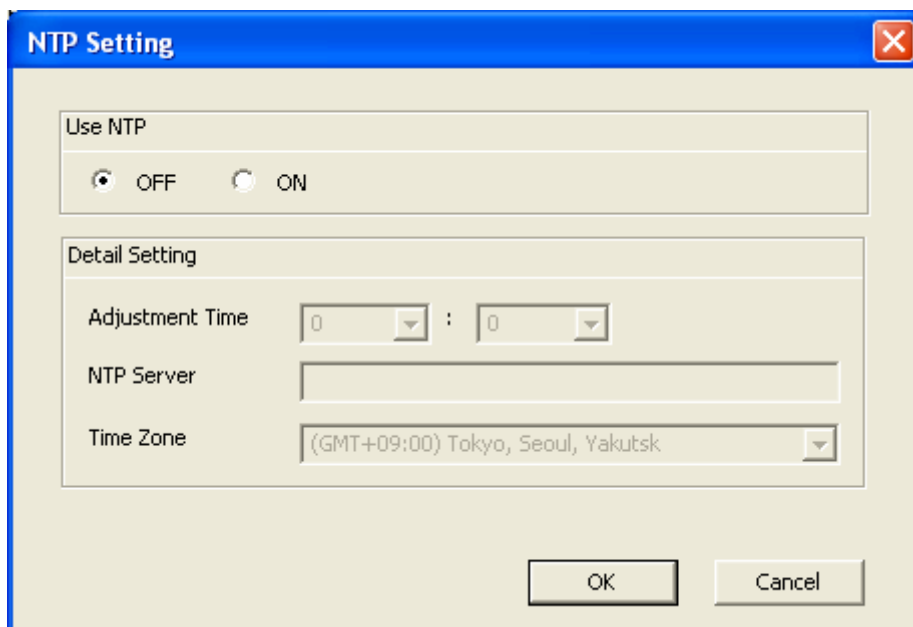 NTP Setting
Use NTP
OFF ON
Detail Setting
Adjustment Time 0 : 0
NTP Server
Time Zone (GMT+09:00) Tokyo, Seoul, Yakutsk
OK Cancel